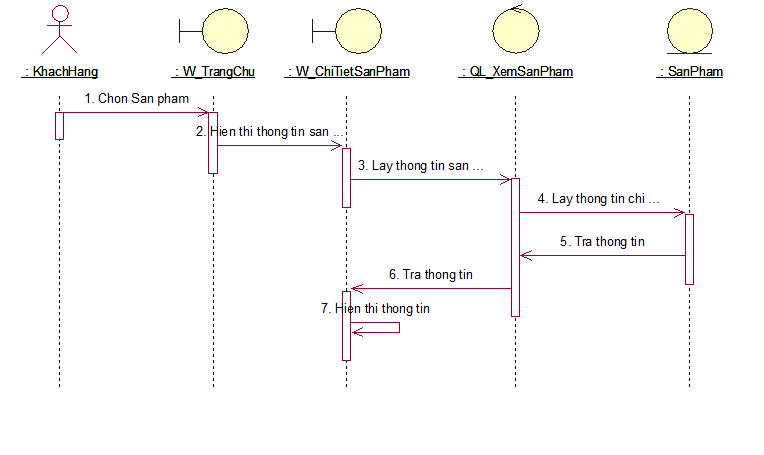 : KhachHang
: W_TrangChu
: W_ChiTietSanPham
: QL_XemSanPham
: SanPham
1. Chon San pham
2. Hien thi thong tin san ...
3. Lay thong tin san ...
4. Lay thong tin chi ...
5. Tra thong tin
6. Tra thong tin
7. Hien thi thong tin